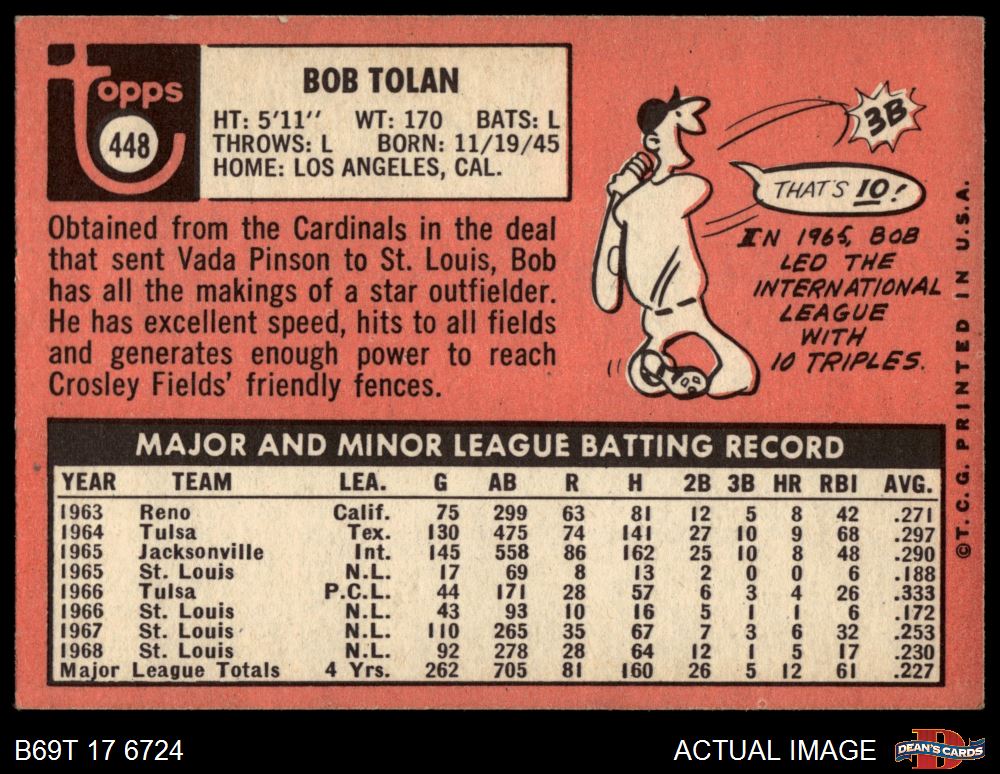 topps
448
BOB TOLAN
HT: 5'11" WT: 170 BATS: L
THROWS: L BORN: 11/19/45
HOME: LOS ANGELES, CAL.
Obtained from the Cardinals in the deal
that sent Vada Pinson to St. Louis, Bob
has all the makings of a star outfielder.
He has excellent speed, hits to all fields
and generates enough power to reach
Crosley Fields' friendly fences.
3B
THAT'S 10!
IN 1965, BOB
LED THE
INTERNATIONAL
LEAGUE
WITH
10 TRIPLES.
©T.C.G. PRINTED IN U.S.A.
MAJOR AND MINOR LEAGUE BATTING RECORD
YEAR TEAM LEA. G AB R H 2B 3B HR RBI AVG.
1963 Reno Calif. 75 299 63 81 12 5 8 42 .271
1964 Tulsa Tex. 130 475 74 141 27 10 9 68 .297
1965 Jacksonville Int. 145 558 86 162 25 10 8 48 .290
1965 St. Louis N.L. 17 69 8 13 2 0 0 6 .188
1966 Tulsa P.C.L. 44 171 28 57 6 3 4 26 .333
1966 St. Louis N.L. 43 93 10 16 5 1 1 6 .172
1967 St. Louis N.L. 110 265 35 67 7 3 6 32 .253
1968 St. Louis N.L. 92 278 28 64 12 1 5 17 .230
Major League Totals 4 Yrs. 262 705 81 160 26 5 12 61 .227
B69T 17 6724
ACTUAL IMAGE
DEAN'S CARDS